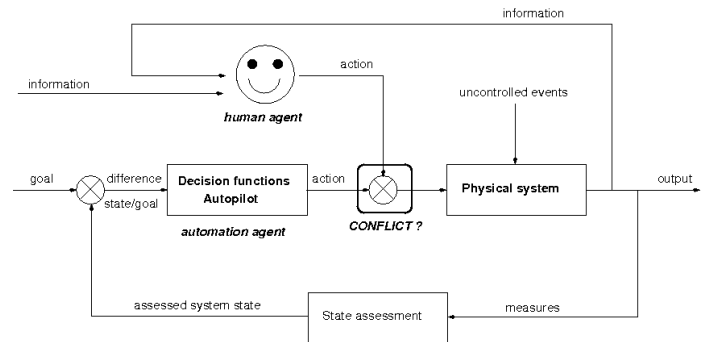 information
action
information
uncontrolled events
human agent
goal
difference
state/goal
Decision functions
Autopilot
action
Physical system
output
automation agent
CONFLICT ?
assessed system state
State assessment
measures